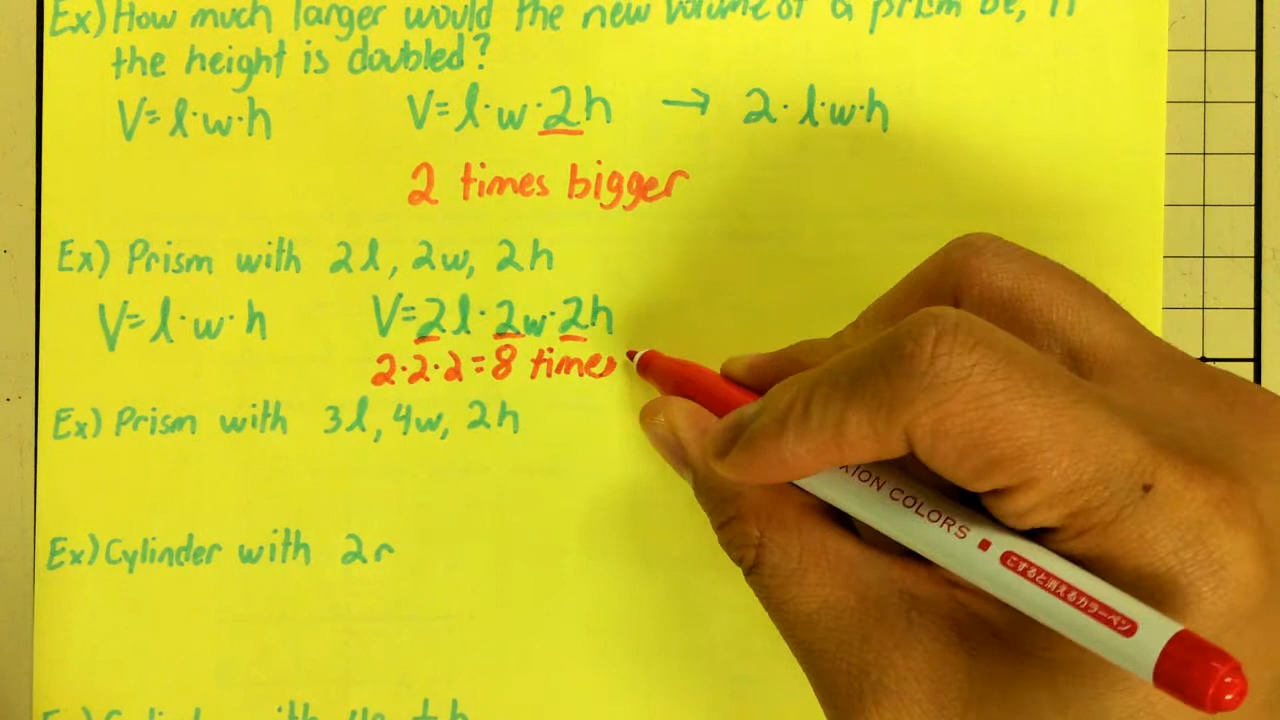 Ex) How much larger would the new volume of a prism be, if
the height is doubled?
V=l·w·h V=l·w·2h → 2·l·w·h
2 times bigger
Ex) Prism with 2l, 2w, 2h
V=l·w·h V=2l·2w·2h
2·2·2=8 times
Ex) Prism with 3l, 4w, 2h
Ex) Cylinder with 2r
XION COLORS
こすると消えるカラーペン